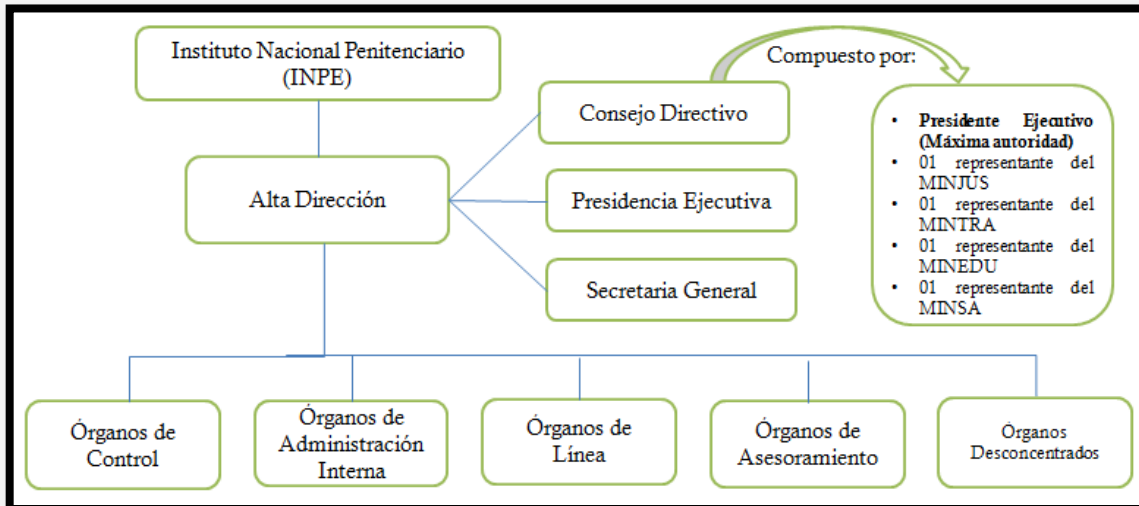 Instituto Nacional Penitenciario
(INPE)
Compuesto por:
Consejo Directivo
• Presidente Ejecutivo
(Máxima autoridad)
• 01 representante del
MINJUS
• 01 representante del
MINTRA
• 01 representante del
MINEDU
• 01 representante del
MINSA
Alta Dirección
Presidencia Ejecutiva
Secretaria General
Órganos de
Control
Órganos de
Administración
Interna
Órganos de
Línea
Órganos de
Asesoramiento
Órganos
Desconcentrados